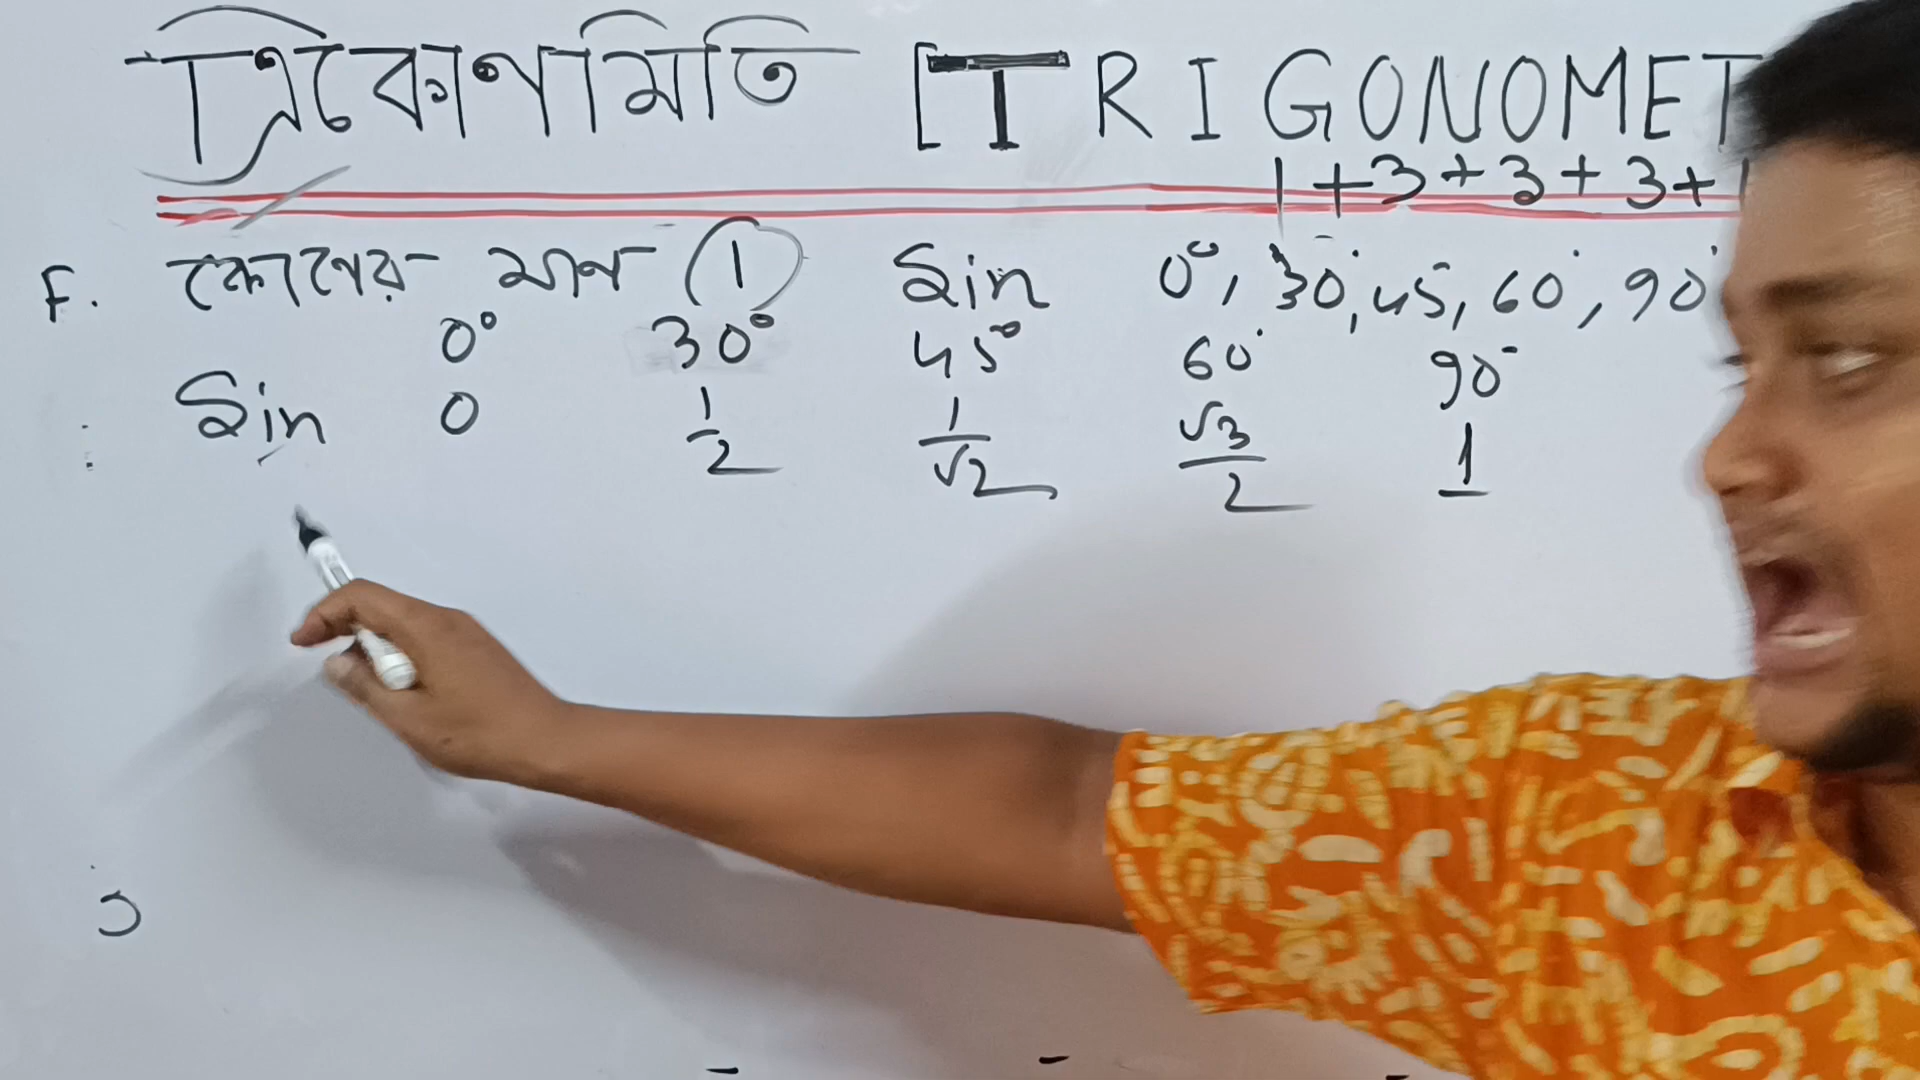 ত্রিকোণমিতি [TRIGONOMET
1+3+3+3+1
F. কোণের মান ① Sin 0°, 30°, 45, 60°, 90°
0° 30° 45° 60° 90°
Sin 0 1/2 1/√2 √3/2 1